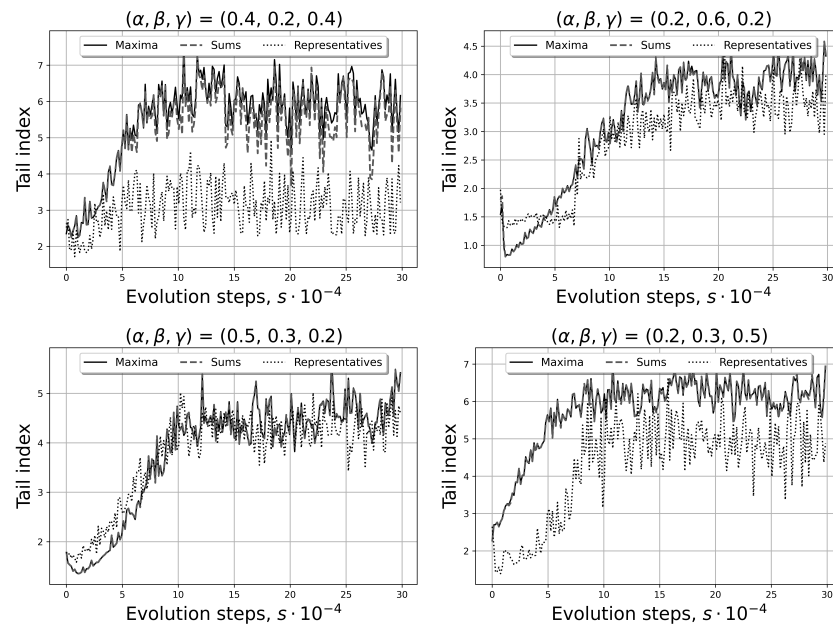 (α, β, γ) = (0.4, 0.2, 0.4)
Maxima Sums Representatives
7
6
5
4
3
2
Tail index
0 5 10 15 20 25 30
Evolution steps, s · 10⁻⁴
(α, β, γ) = (0.2, 0.6, 0.2)
Maxima Sums Representatives
4.5
4.0
3.5
3.0
2.5
2.0
1.5
1.0
Tail index
0 5 10 15 20 25 30
Evolution steps, s · 10⁻⁴
(α, β, γ) = (0.5, 0.3, 0.2)
Maxima Sums Representatives
5
4
3
2
Tail index
0 5 10 15 20 25 30
Evolution steps, s · 10⁻⁴
(α, β, γ) = (0.2, 0.3, 0.5)
Maxima Sums Representatives
7
6
5
4
3
2
Tail index
0 5 10 15 20 25 30
Evolution steps, s · 10⁻⁴